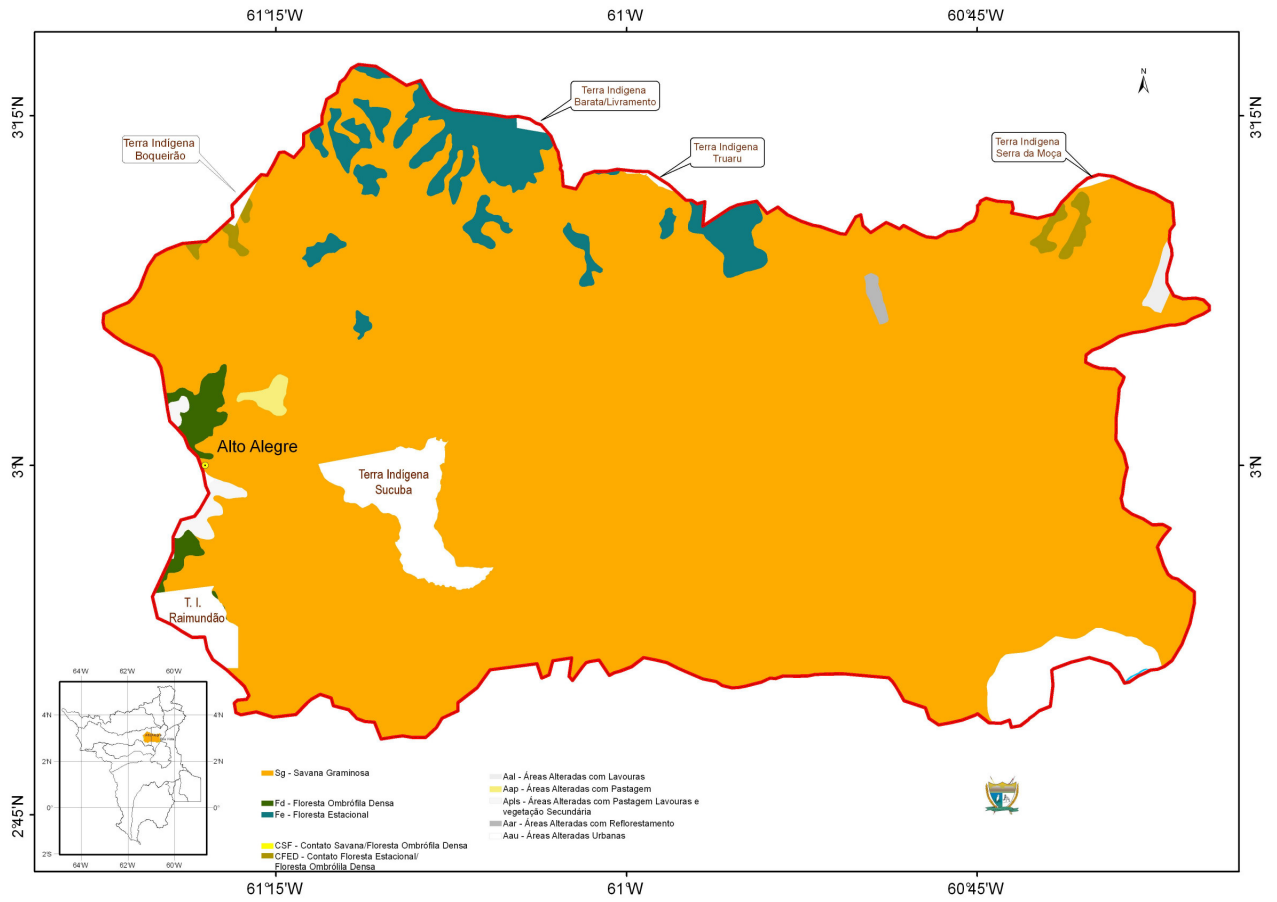 61°15'W
61°W
60°45'W
3°15'N
3°15'N
Terra Indígena
Barata/Livramento
Terra Indígena
Boqueirão
Terra Indígena
Truaru
Terra Indígena
Serra da Moça
N
3°N
3°N
Alto Alegre
Terra Indígena
Sucuba
T. I.
Raimundão
2°45'N
2°45'N
64°W
62°W
60°W
4°N
4°N
2°N
2°N
0°
0°
2°S
64°W
62°W
60°W
Sg - Savana Graminosa
Fd - Floresta Ombrófila Densa
Fe - Floresta Estacional
CSF - Contato Savana/Floresta Ombrófila Densa
CFED - Contato Floresta Estacional/
Floresta Ombrólila Densa
Aal - Áreas Alteradas com Lavouras
Aap - Áreas Alteradas com Pastagem
Apls - Áreas Alteradas com Pastagem Lavouras e
vegetação Secundária
Aar - Áreas Alteradas com Reflorestamento
Aau - Áreas Alteradas Urbanas
61°15'W
61°W
60°45'W